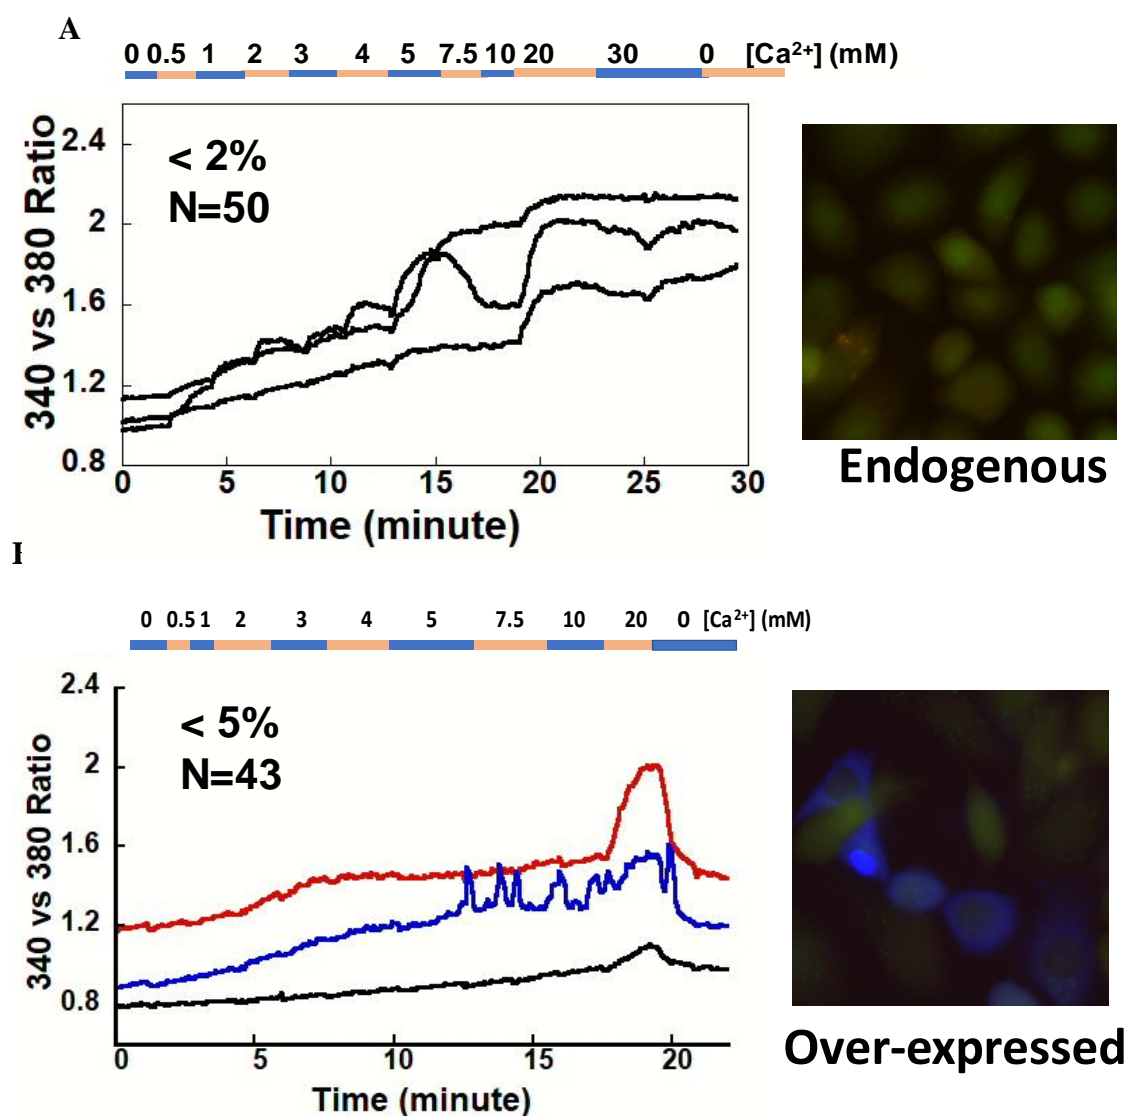 A
0 0.5 1 2 3 4 5 7.5 10 20 30 0 [Ca²⁺] (mM)
2.4
2
1.6
1.2
0.8
340 vs 380 Ratio
< 2%
N=50
0 5 10 15 20 25 30
Time (minute)
Endogenous
0 0.5 1 2 3 4 5 7.5 10 20 0 [Ca²⁺] (mM)
2.4
2
1.6
1.2
0.8
340 vs 380 Ratio
< 5%
N=43
0 5 10 15 20
Time (minute)
Over-expressed